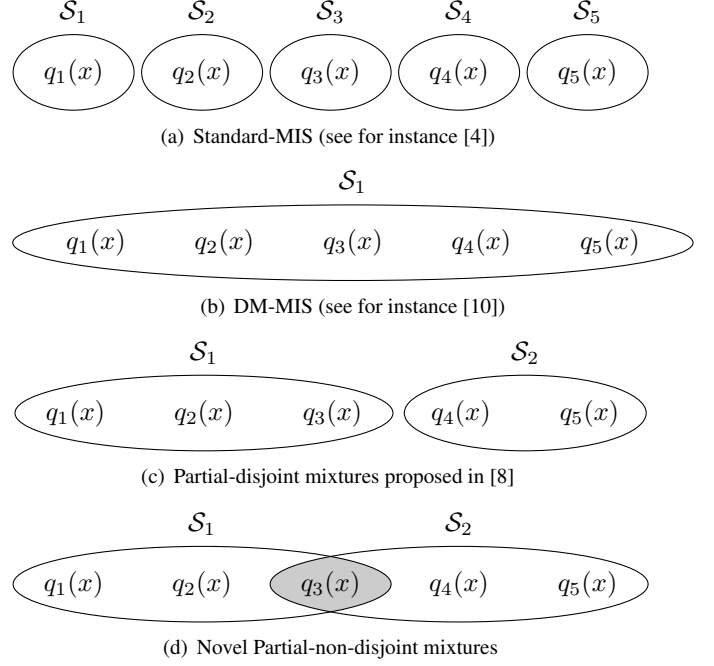 𝒮₁ 𝒮₂ 𝒮₃ 𝒮₄ 𝒮₅
q₁(x) q₂(x) q₃(x) q₄(x) q₅(x)
(a) Standard-MIS (see for instance [4])
𝒮₁
q₁(x) q₂(x) q₃(x) q₄(x) q₅(x)
(b) DM-MIS (see for instance [10])
𝒮₁ 𝒮₂
q₁(x) q₂(x) q₃(x) q₄(x) q₅(x)
(c) Partial-disjoint mixtures proposed in [8]
𝒮₁ 𝒮₂
q₁(x) q₂(x) q₃(x) q₄(x) q₅(x)
(d) Novel Partial-non-disjoint mixtures